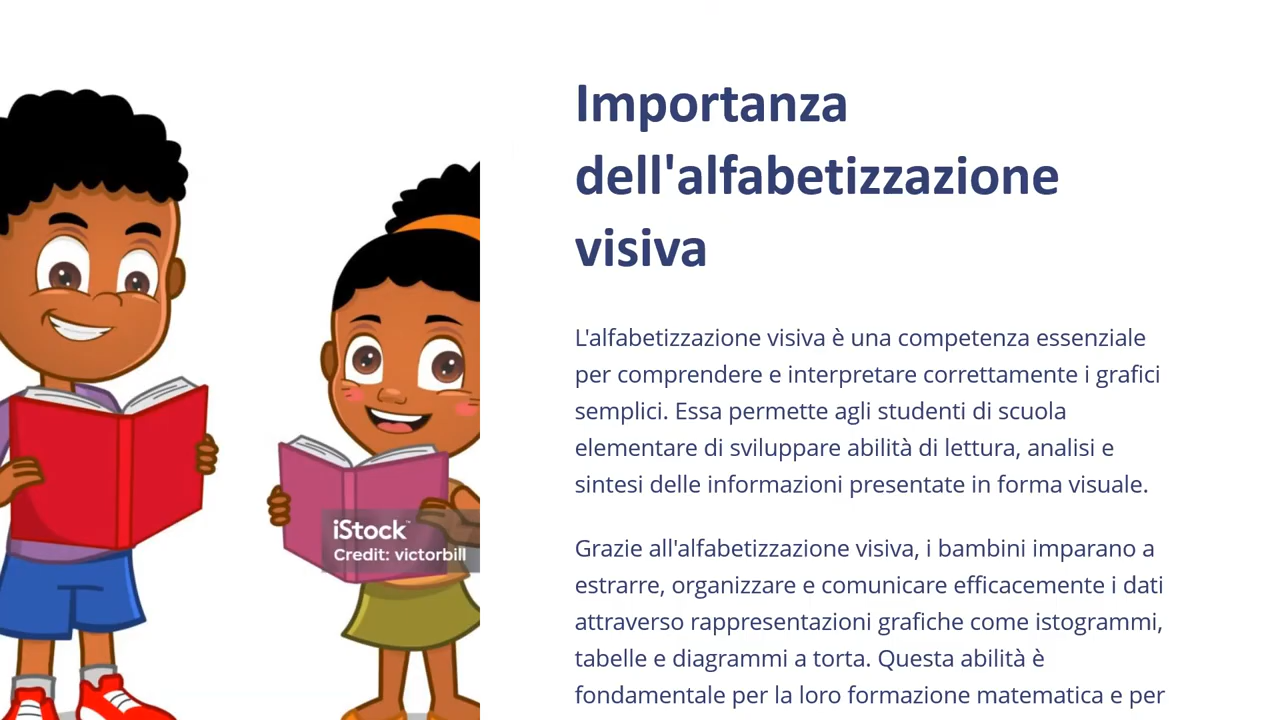 Importanza
dell'alfabetizzazione
visiva
L'alfabetizzazione visiva è una competenza essenziale
per comprendere e interpretare correttamente i grafici
semplici. Essa permette agli studenti di scuola
elementare di sviluppare abilità di lettura, analisi e
sintesi delle informazioni presentate in forma visuale.
Grazie all'alfabetizzazione visiva, i bambini imparano a
estrarre, organizzare e comunicare efficacemente i dati
attraverso rappresentazioni grafiche come istogrammi,
tabelle e diagrammi a torta. Questa abilità è
fondamentale per la loro formazione matematica e per
iStock™
Credit: victorbill